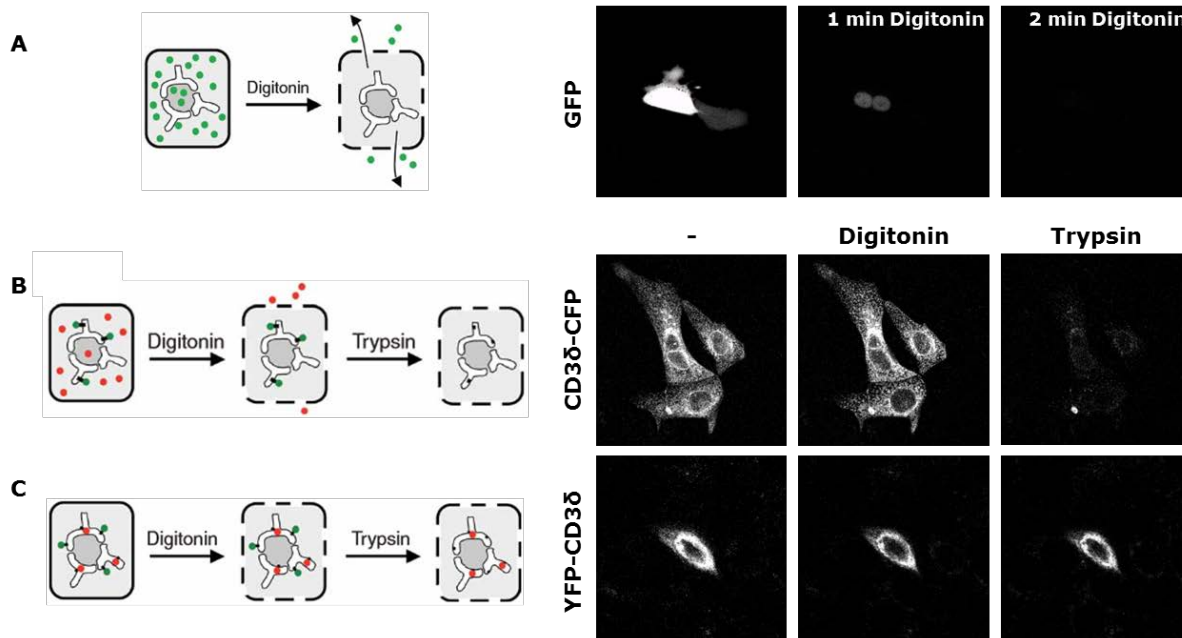 A
Digitonin
GFP
1 min Digitonin
2 min Digitonin
-
Digitonin
Trypsin
B
Digitonin
Trypsin
CD3δ-CFP
C
Digitonin
Trypsin
YFP-CD3δ